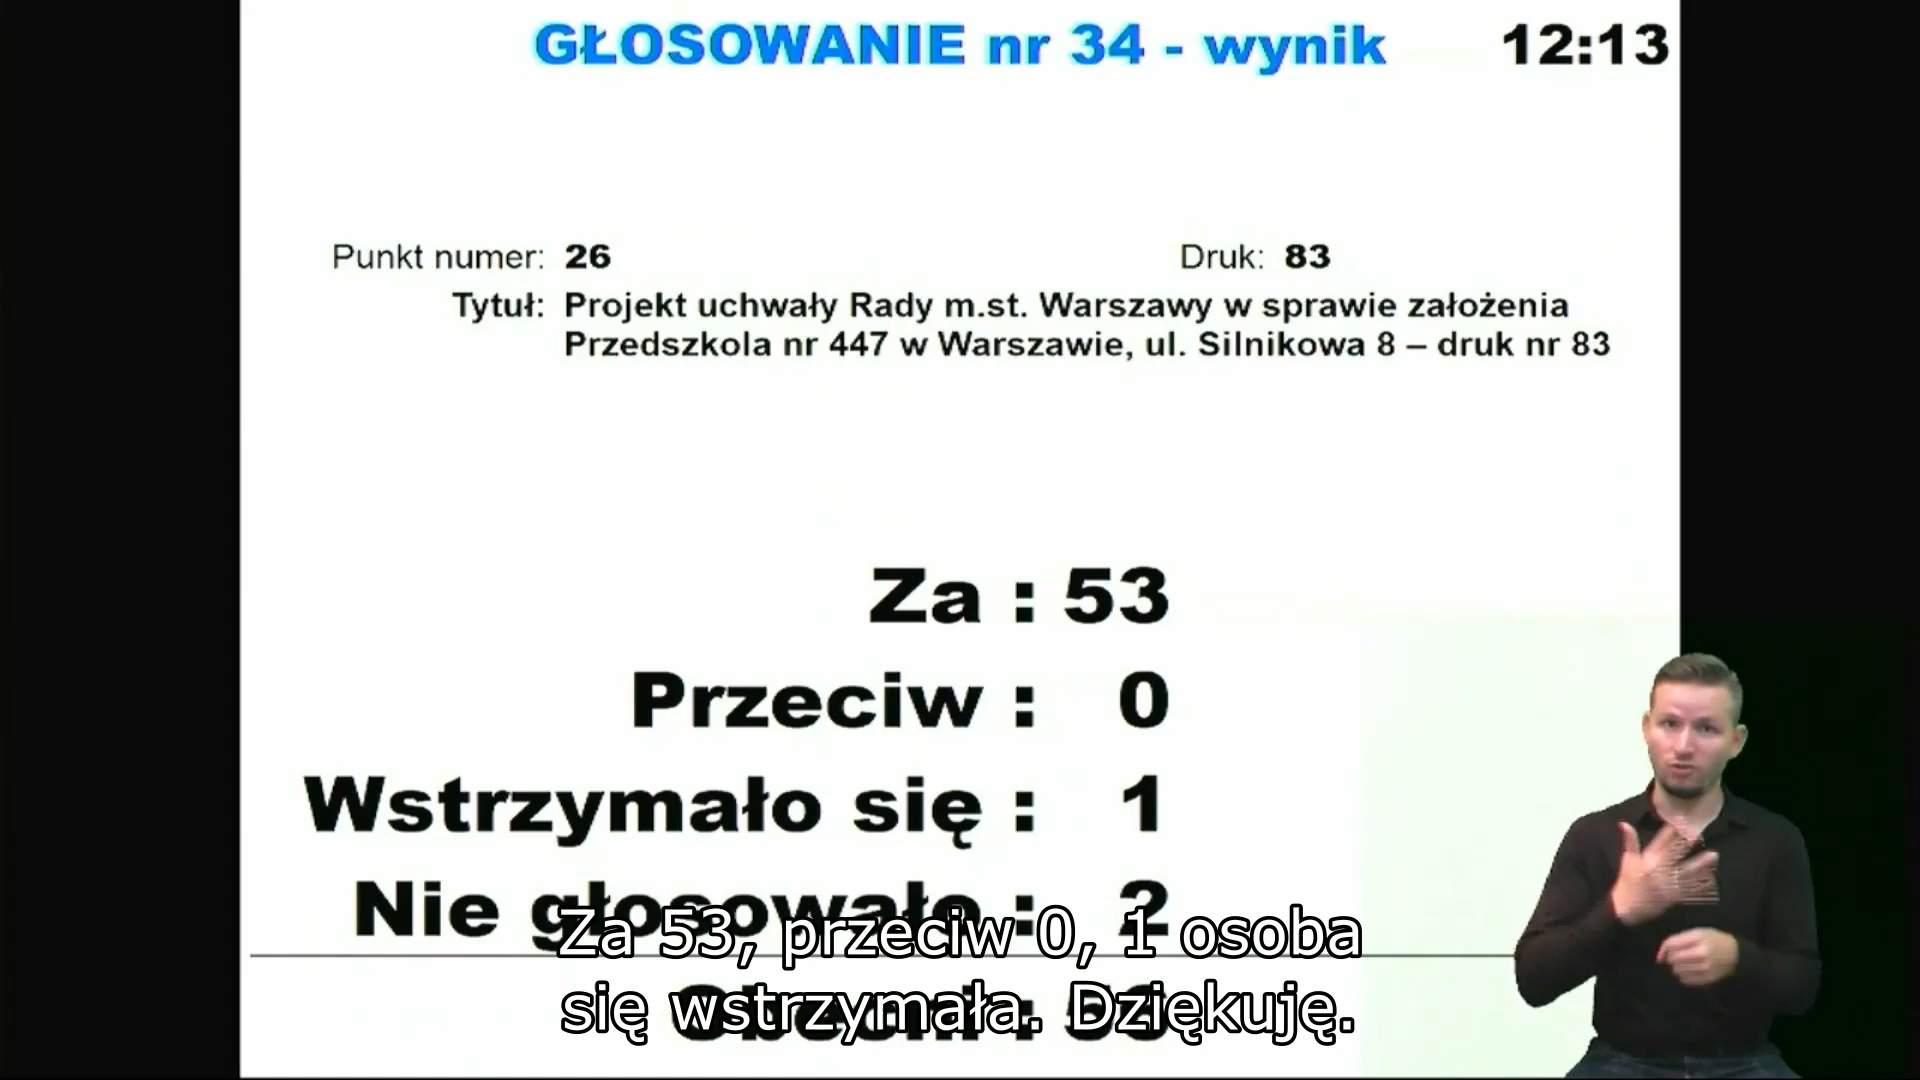 GŁOSOWANIE nr 34 - wynik 12:13
Punkt numer: 26 Druk: 83
Tytuł: Projekt uchwały Rady m.st. Warszawy w sprawie założenia
Przedszkola nr 447 w Warszawie, ul. Silnikowa 8 – druk nr 83
Za : 53
Przeciw : 0
Wstrzymało się : 1
Nie głosowało : 2
Za 53, przeciw 0, 1 osoba
się wstrzymała. Dziękuję.